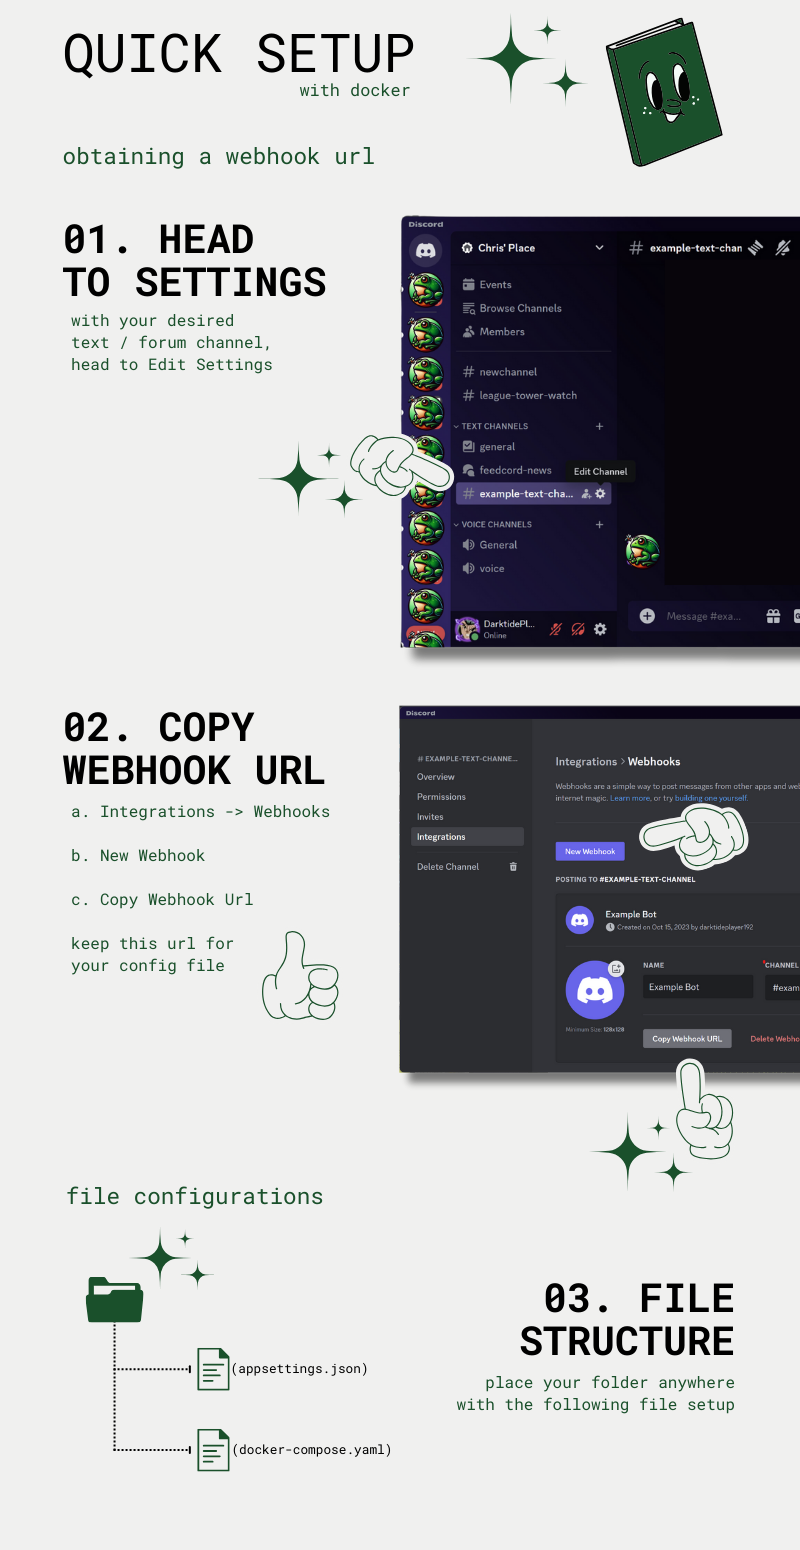 QUICK SETUP
with docker
obtaining a webhook url
01. HEAD
TO SETTINGS
with your desired
text / forum channel,
head to Edit Settings
Discord
Chris' Place
# example-text-chan
Events
Browse Channels
Members
# newchannel
# league-tower-watch
TEXT CHANNELS +
general
feedcord-news
Edit Channel
# example-text-cha...
VOICE CHANNELS +
General
voice
DarktidePl...
Online
Message #exa...
02. COPY
WEBHOOK URL
a. Integrations -> Webhooks
b. New Webhook
c. Copy Webhook Url
keep this url for
your config file
Discord
# EXAMPLE-TEXT-CHANNE...
Overview
Permissions
Invites
Integrations
Delete Channel
Integrations > Webhooks
Webhooks are a simple way to post messages from other apps and web
internet magic. Learn more, or try building one yourself.
New Webhook
POSTING TO #EXAMPLE-TEXT-CHANNEL
Example Bot
Created on Oct 15, 2023 by darktideplayer192
NAME
CHANNEL
Example Bot
#exam
Minimum Size: 128x128
Copy Webhook URL
Delete Webho
file configurations
(appsettings.json)
(docker-compose.yaml)
03. FILE
STRUCTURE
place your folder anywhere
with the following file setup